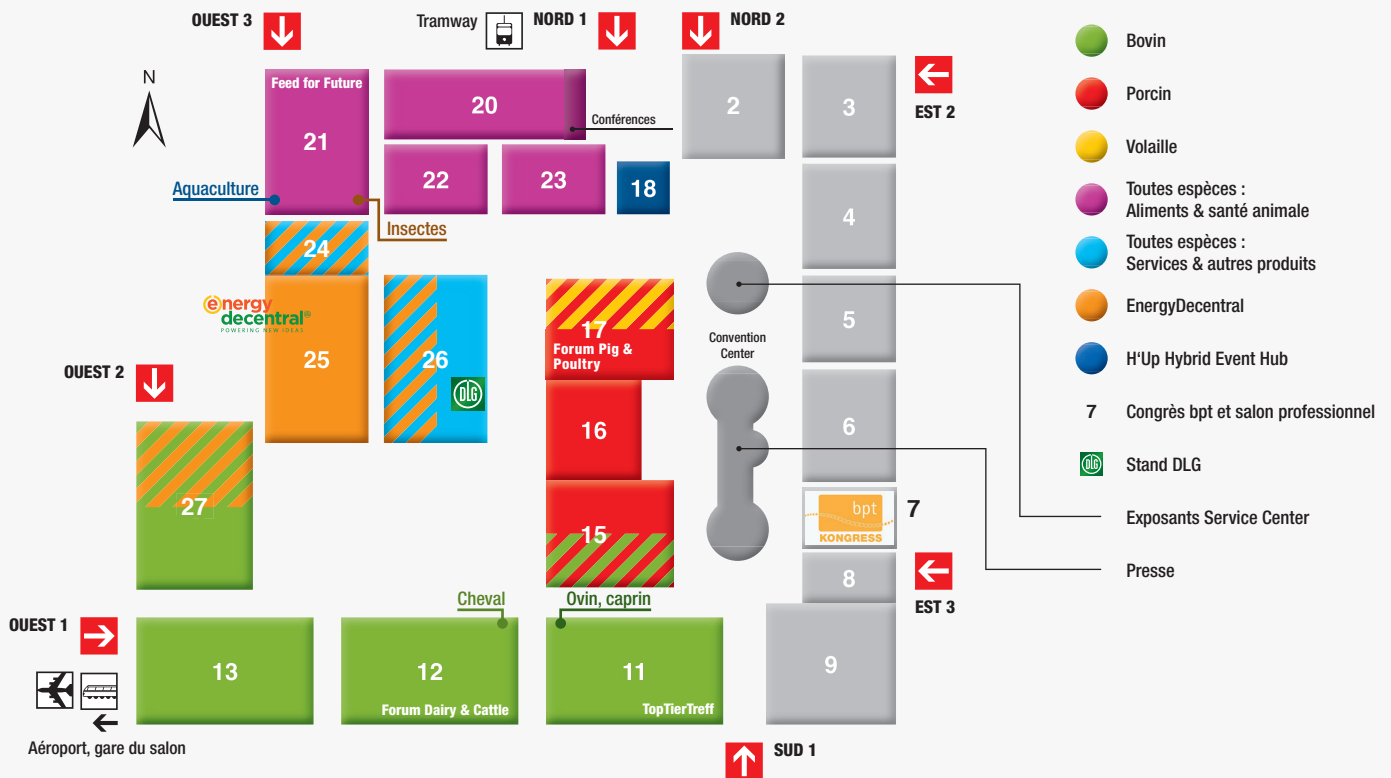 OUEST 3
Tramway
NORD 1
NORD 2
N
Feed for Future
21
20
Conférences
2
3
EST 2
22
23
18
4
Aquaculture
Insectes
24
energy
decentral®
POWERING NEW IDEAS
25
26
DLG
17
Forum Pig &
Poultry
Convention
Center
5
OUEST 2
16
6
27
15
bpt
KONGRESS
7
8
EST 3
Cheval
Ovin, caprin
OUEST 1
13
12
Forum Dairy & Cattle
11
TopTierTreff
9
Aéroport, gare du salon
SUD 1
Bovin
Porcin
Volaille
Toutes espèces :
Aliments & santé animale
Toutes espèces :
Services & autres produits
EnergyDecentral
H‘Up Hybrid Event Hub
7 Congrès bpt et salon professionnel
DLG Stand DLG
Exposants Service Center
Presse